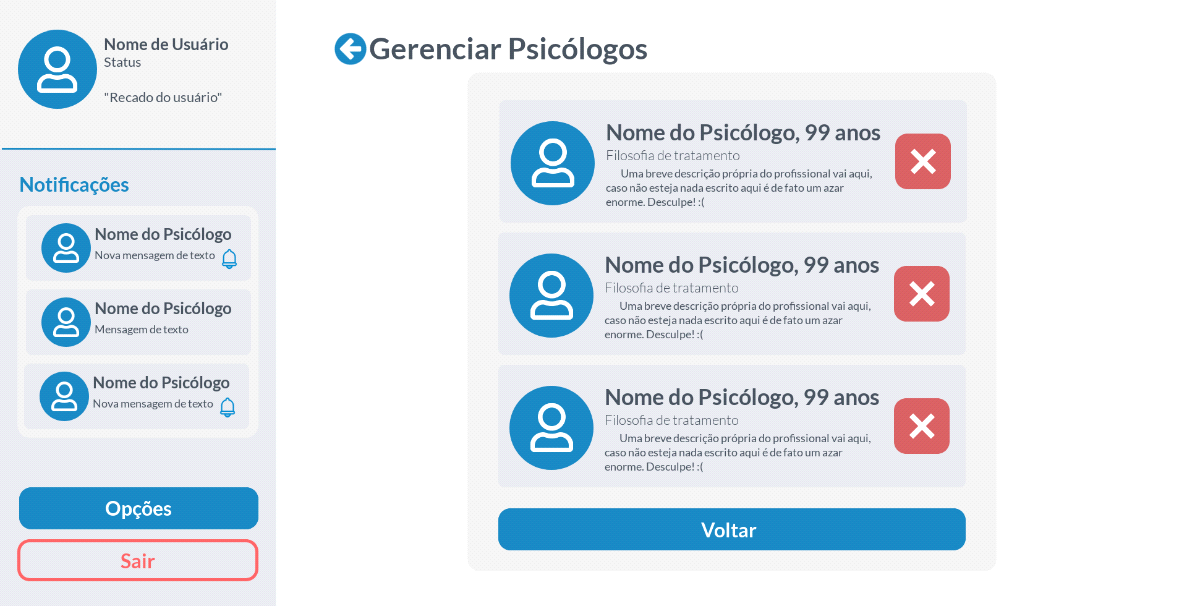 Nome de Usuário
Status
"Recado do usuário"
Notificações
Nome do Psicólogo
Nova mensagem de texto
Nome do Psicólogo
Mensagem de texto
Nome do Psicólogo
Nova mensagem de texto
Opções
Sair
Gerenciar Psicólogos
Nome do Psicólogo, 99 anos
Filosofia de tratamento
Uma breve descrição própria do profissional vai aqui,
caso não esteja nada escrito aqui é de fato um azar
enorme. Desculpe! :(
Nome do Psicólogo, 99 anos
Filosofia de tratamento
Uma breve descrição própria do profissional vai aqui,
caso não esteja nada escrito aqui é de fato um azar
enorme. Desculpe! :(
Nome do Psicólogo, 99 anos
Filosofia de tratamento
Uma breve descrição própria do profissional vai aqui,
caso não esteja nada escrito aqui é de fato um azar
enorme. Desculpe! :(
Voltar